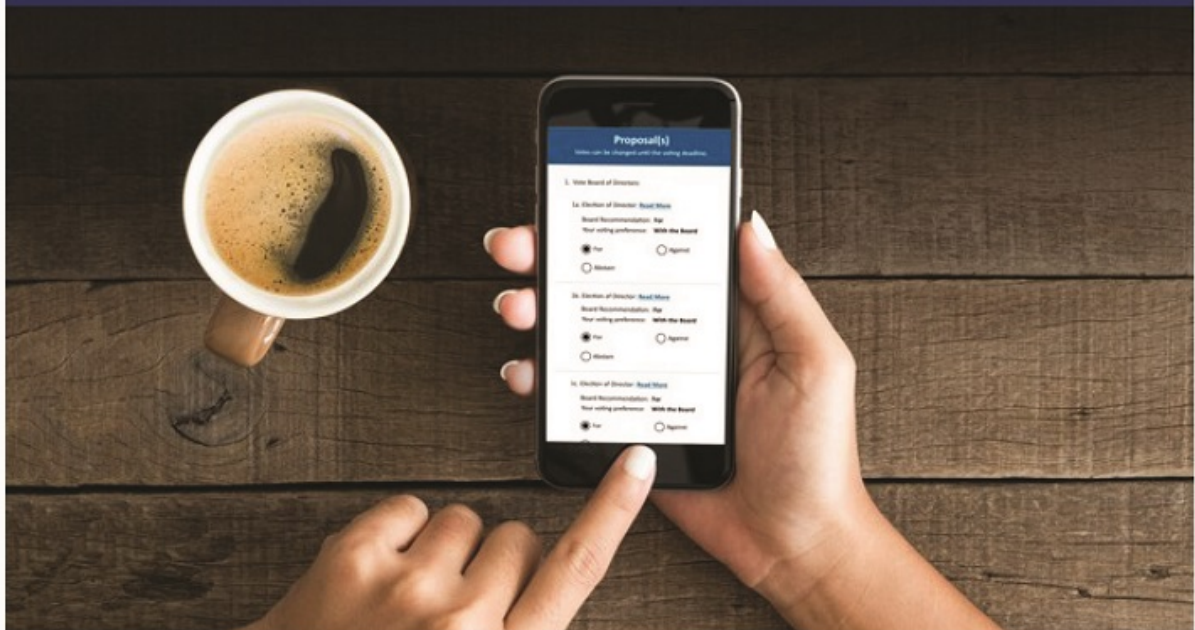 Proposal(s)
Votes can be changed until the voting deadline.
1. Vote Board of Directors:
1a. Election of Director: Read More
Board Recommendation: For
Your voting preference: With the Board
For
Against
Abstain
Election of Director: Read More
Board Recommendation: For
Your voting preference: With the Board
For
Against
Abstain
1c. Election of Director: Read More
Board Recommendation: For
Your voting preference: With the Board
For
Against